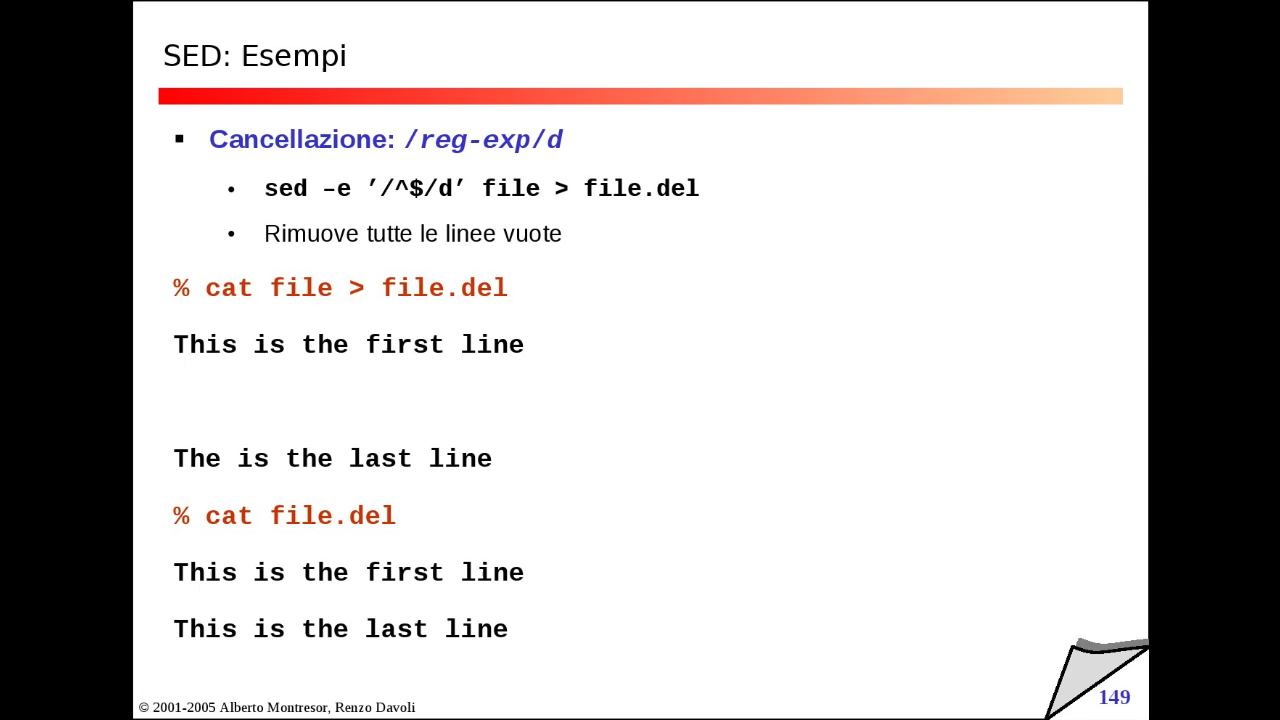 SED: Esempi
Cancellazione: /reg-exp/d
sed –e ’/^$/d’ file > file.del
Rimuove tutte le linee vuote
% cat file > file.del
This is the first line
The is the last line
% cat file.del
This is the first line
This is the last line
© 2001-2005 Alberto Montresor, Renzo Davoli
149